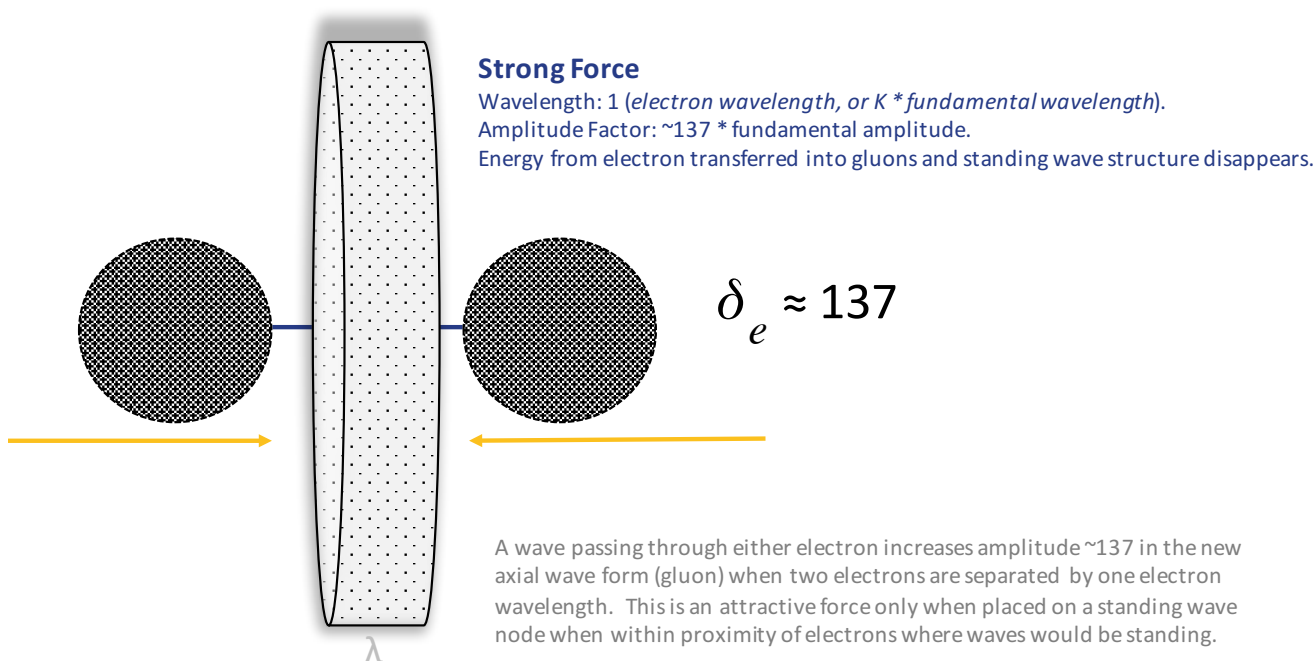 Strong Force
Wavelength: 1 (electron wavelength, or K * fundamental wavelength).
Amplitude Factor: ~137 * fundamental amplitude.
Energy from electron transferred into gluons and standing wave structure disappears.
δe ≈ 137
A wave passing through either electron increases amplitude ~137 in the new
axial wave form (gluon) when two electrons are separated by one electron
wavelength. This is an attractive force only when placed on a standing wave
node when within proximity of electrons where waves would be standing.
λ